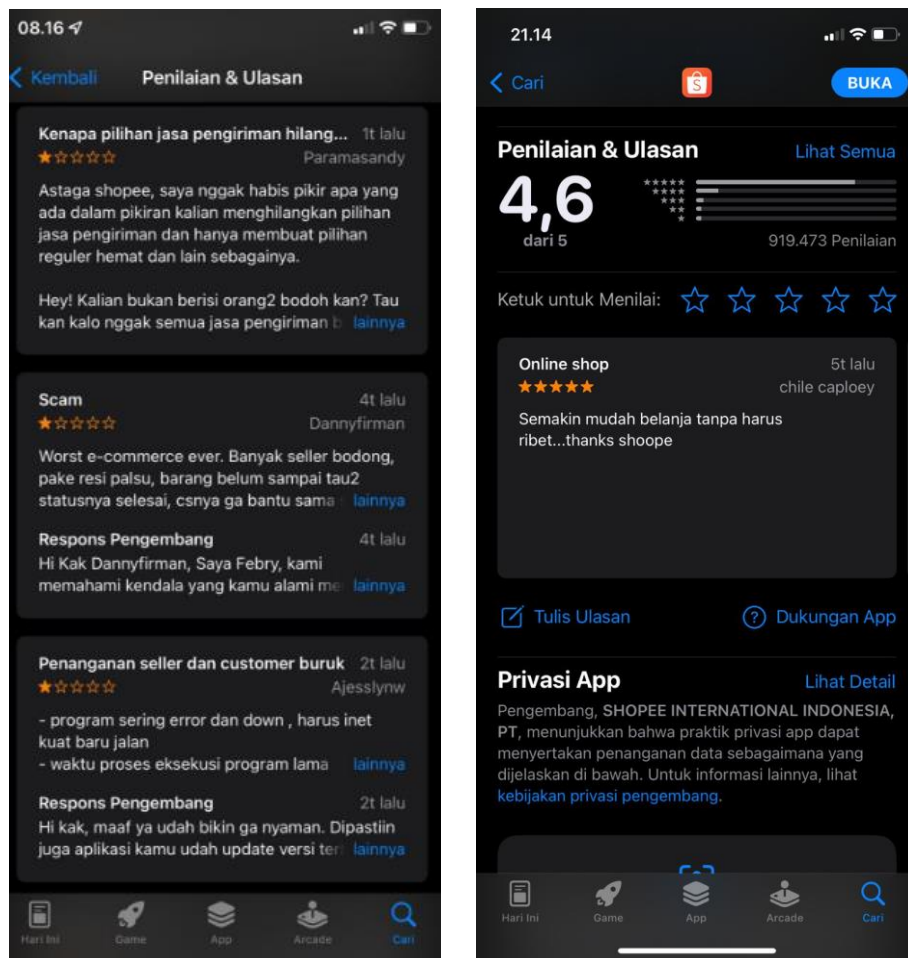 08.16
Kembali
Penilaian & Ulasan
Kenapa pilihan jasa pengiriman hilang... 1t lalu
Paramasandy
Astaga shopee, saya nggak habis pikir apa yang
ada dalam pikiran kalian menghilangkan pilihan
jasa pengiriman dan hanya membuat pilihan
reguler hemat dan lain sebagainya.
Hey! Kalian bukan berisi orang2 bodoh kan? Tau
kan kalo nggak semua jasa pengiriman b lainnya
Scam 4t lalu
Dannyfirman
Worst e-commerce ever. Banyak seller bodong,
pake resi palsu, barang belum sampai tau2
statusnya selesai, csnya ga bantu sama lainnya
Respons Pengembang 4t lalu
Hi Kak Dannyfirman, Saya Febry, kami
memahami kendala yang kamu alami me lainnya
Penanganan seller dan customer buruk 2t lalu
Ajesslynw
- program sering error dan down , harus inet
kuat baru jalan
- waktu proses eksekusi program lama lainnya
Respons Pengembang 2t lalu
Hi kak, maaf ya udah bikin ga nyaman. Dipastiin
juga aplikasi kamu udah update versi ter lainnya
Hari Ini Game App Arcade Cari
21.14
Cari
S
BUKA
Penilaian & Ulasan Lihat Semua
4,6
dari 5
919.473 Penilaian
Ketuk untuk Menilai:
Online shop 5t lalu
chile caploey
Semakin mudah belanja tanpa harus
ribet...thanks shoope
Tulis Ulasan
Dukungan App
Privasi App Lihat Detail
Pengembang, SHOPEE INTERNATIONAL INDONESIA,
PT, menunjukkan bahwa praktik privasi app dapat
menyertakan penanganan data sebagaimana yang
dijelaskan di bawah. Untuk informasi lainnya, lihat
kebijakan privasi pengembang.
Hari Ini Game App Arcade Cari